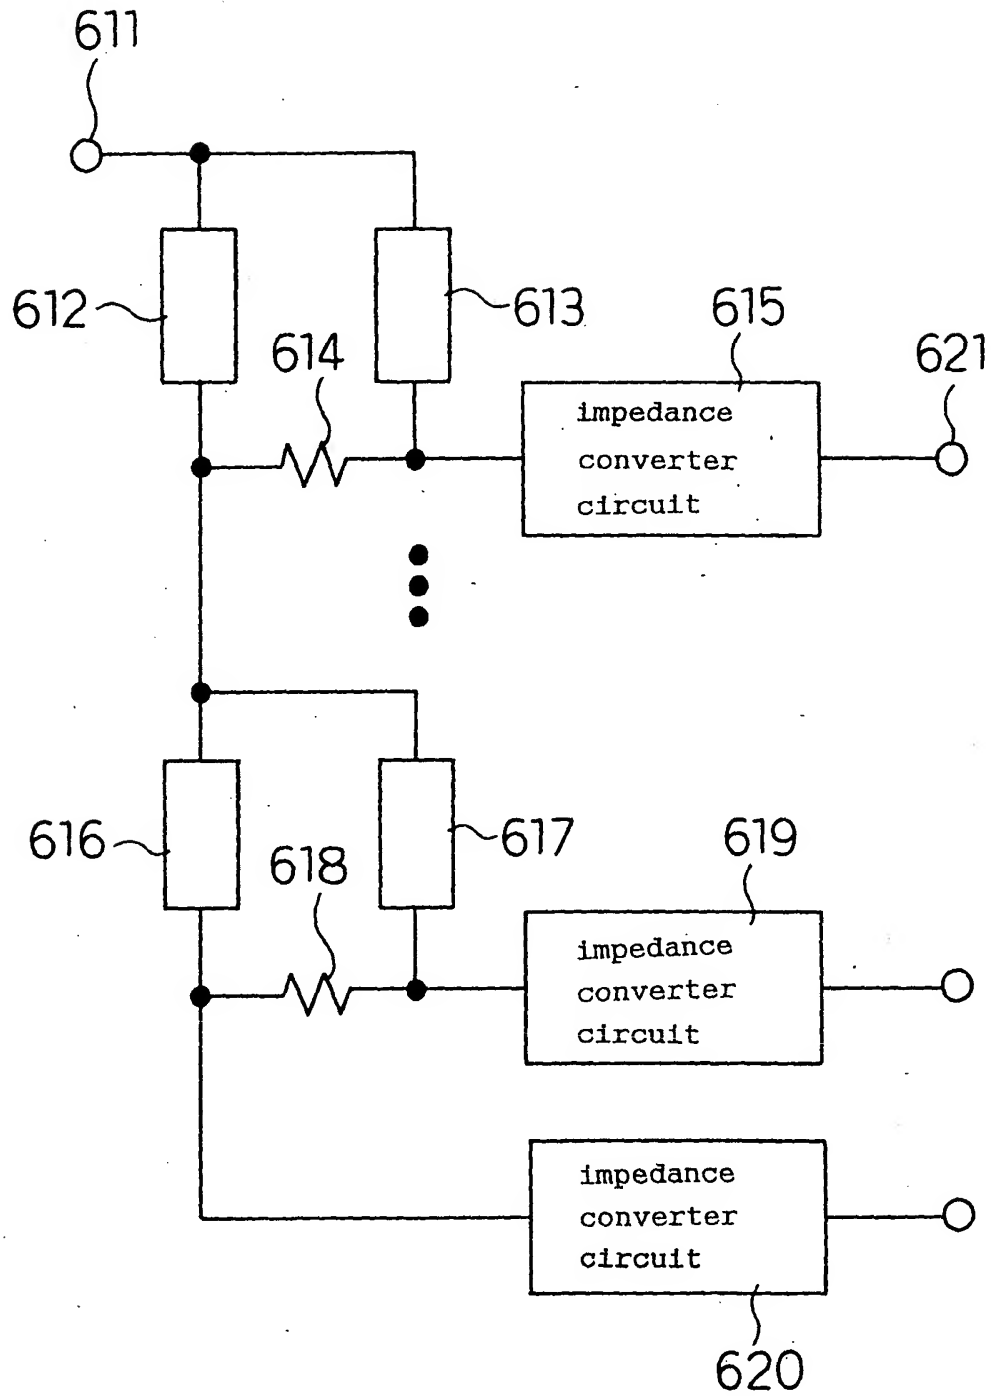 611
612
613
614
615
621
impedance
converter
circuit
616
617
618
619
impedance
converter
circuit
impedance
converter
circuit
620